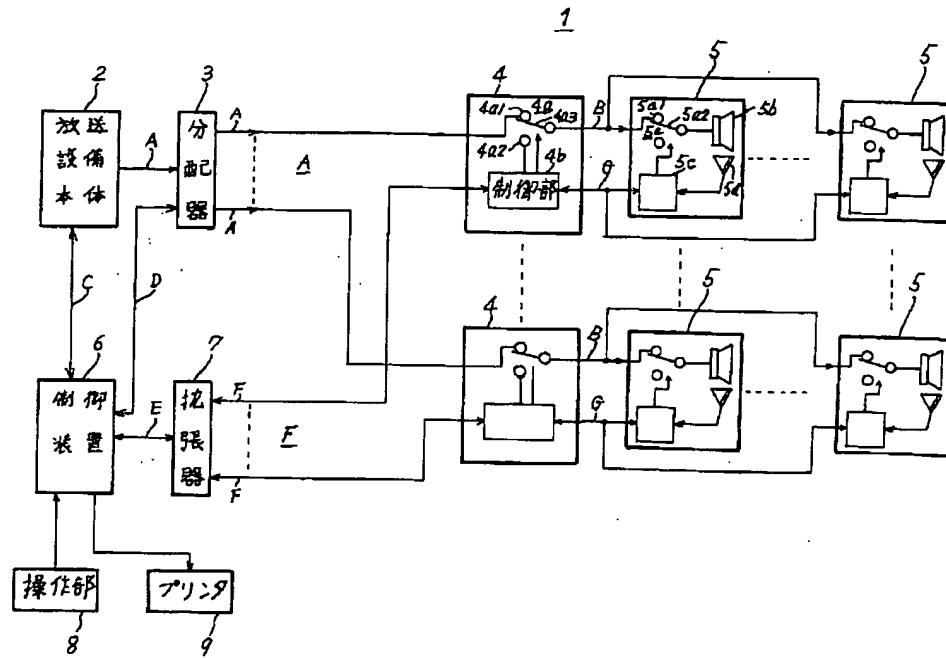 1
2
放送
設備
本体
A
3
分
配
器
A
A
A
4
4a1
4a
4a3
4a2
4b
制御部
B
5
5a1
5a2
5a
5b
5c
5d
G
5
C
D
6
制御
装置
E
7
拡
張
器
F
F
F
4
B
G
5
5
操作部
8
プリンタ
9